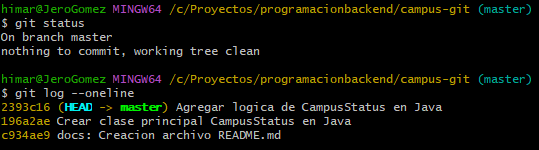 himar@JeroGomez MINGW64 /c/Proyectos/programacionbackend/campus-git (master)
$ git status
On branch master
nothing to commit, working tree clean
himar@JeroGomez MINGW64 /c/Proyectos/programacionbackend/campus-git (master)
$ git log --oneline
2393c16 (HEAD -> master) Agregar logica de CampusStatus en Java
196a2ae Crear clase principal CampusStatus en Java
c934ae9 docs: Creacion archivo README.md